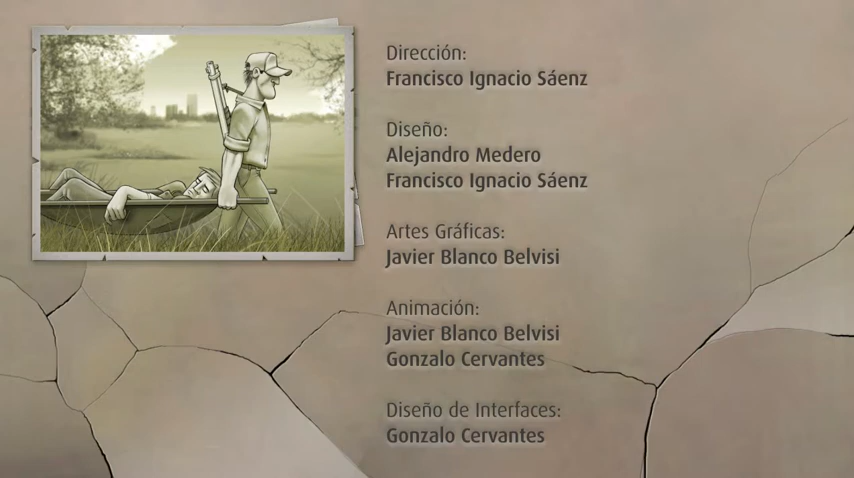 Dirección:
Francisco Ignacio Sáenz
Diseño:
Alejandro Medero
Francisco Ignacio Sáenz
Artes Gráficas:
Javier Blanco Belvisi
Animación:
Javier Blanco Belvisi
Gonzalo Cervantes
Diseño de Interfaces:
Gonzalo Cervantes